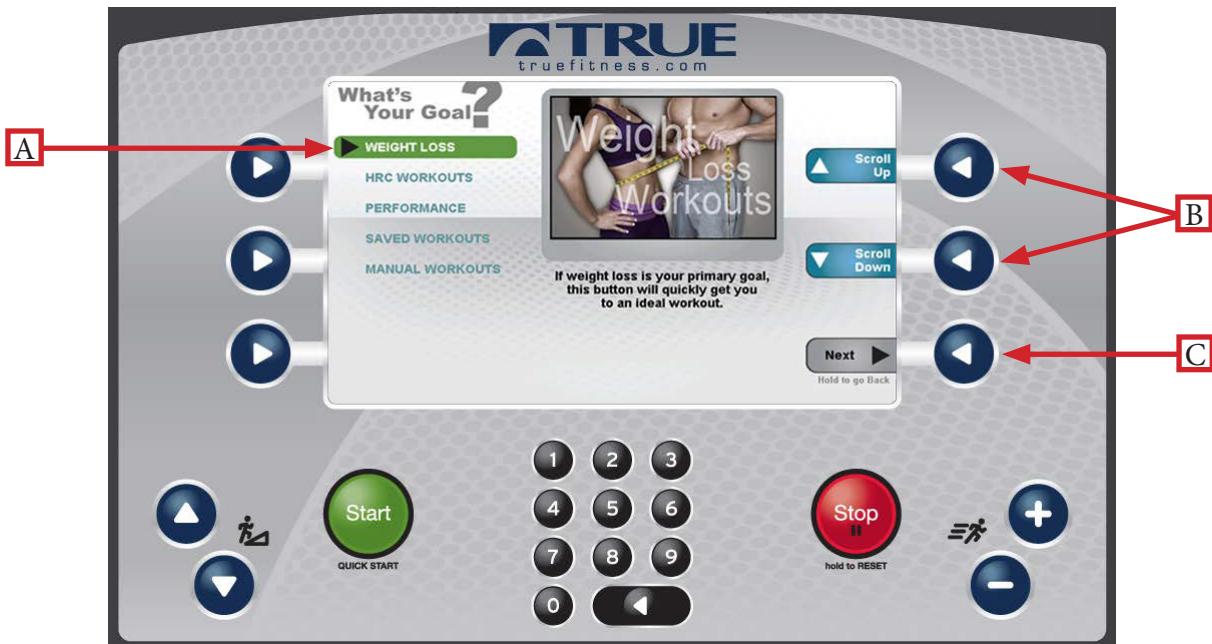 TRUE
truefitness.com
What's
Your Goal?
A
WEIGHT LOSS
HRC WORKOUTS
PERFORMANCE
SAVED WORKOUTS
MANUAL WORKOUTS
Weight
Loss
Workouts
If weight loss is your primary goal,
this button will quickly get you
to an ideal workout.
Scroll
Up
B
Scroll
Down
Next
Hold to go Back
C
1 2 3
4 5 6
7 8 9
0
Start
QUICK START
Stop
hold to RESET